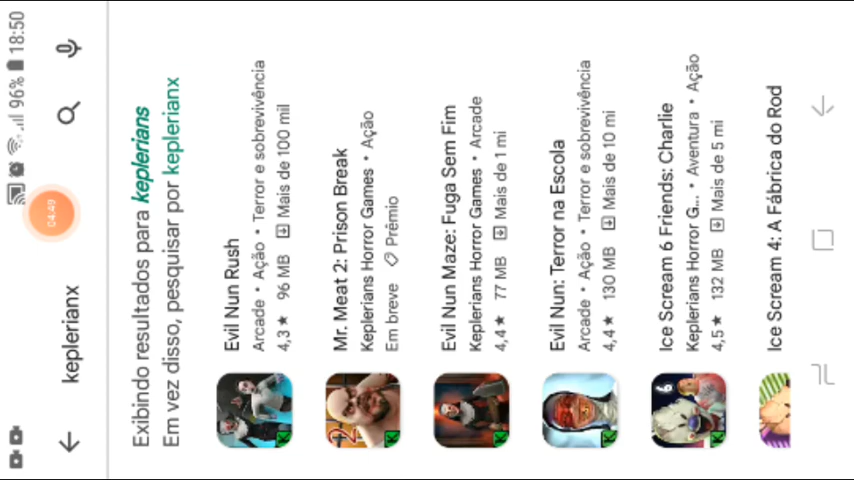 96% 18:50
04:49
keplerianx
Exibindo resultados para keplerians
Em vez disso, pesquisar por keplerianx
Evil Nun Rush
Arcade • Ação • Terror e sobrevivência
4,3 ★ 96 MB Mais de 100 mil
Mr. Meat 2: Prison Break
Keplerians Horror Games • Ação
Em breve Prêmio
2
Evil Nun Maze: Fuga Sem Fim
Keplerians Horror Games • Arcade
4,4 ★ 77 MB Mais de 1 mi
Evil Nun: Terror na Escola
Arcade • Ação • Terror e sobrevivência
4,4 ★ 130 MB Mais de 10 mi
Ice Scream 6 Friends: Charlie
Keplerians Horror G... • Aventura • Ação
4,5 ★ 132 MB Mais de 5 mi
6
Ice Scream 4: A Fábrica do Rod